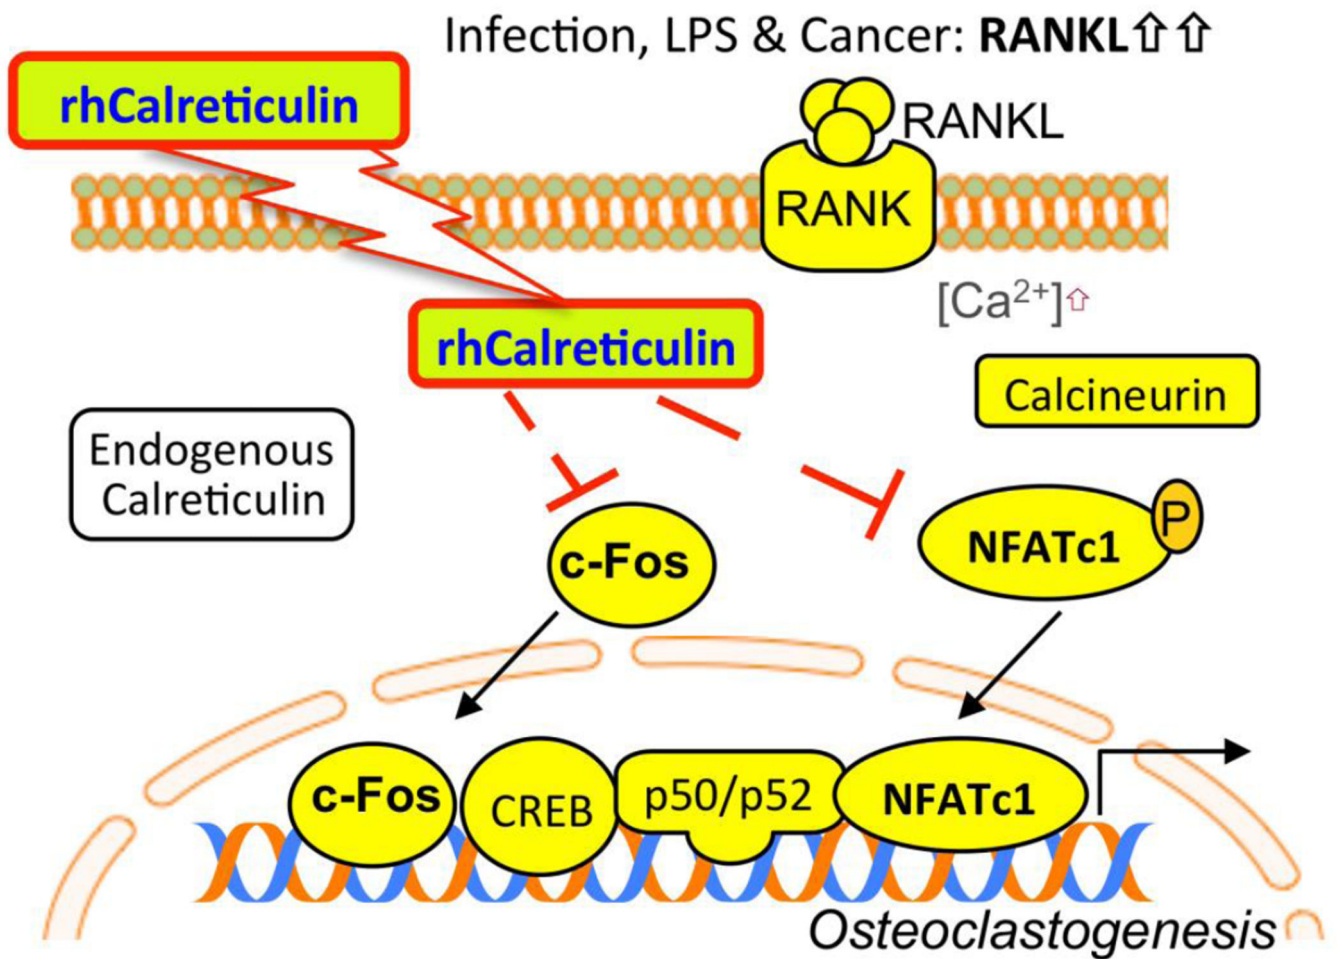 Infection, LPS & Cancer: RANKL⇧⇧
rhCalreticulin
RANKL
RANK
[Ca²⁺]⇧
rhCalreticulin
Calcineurin
Endogenous
Calreticulin
P
NFATc1
c-Fos
c-Fos
CREB
p50/p52
NFATc1
Osteoclastogenesis